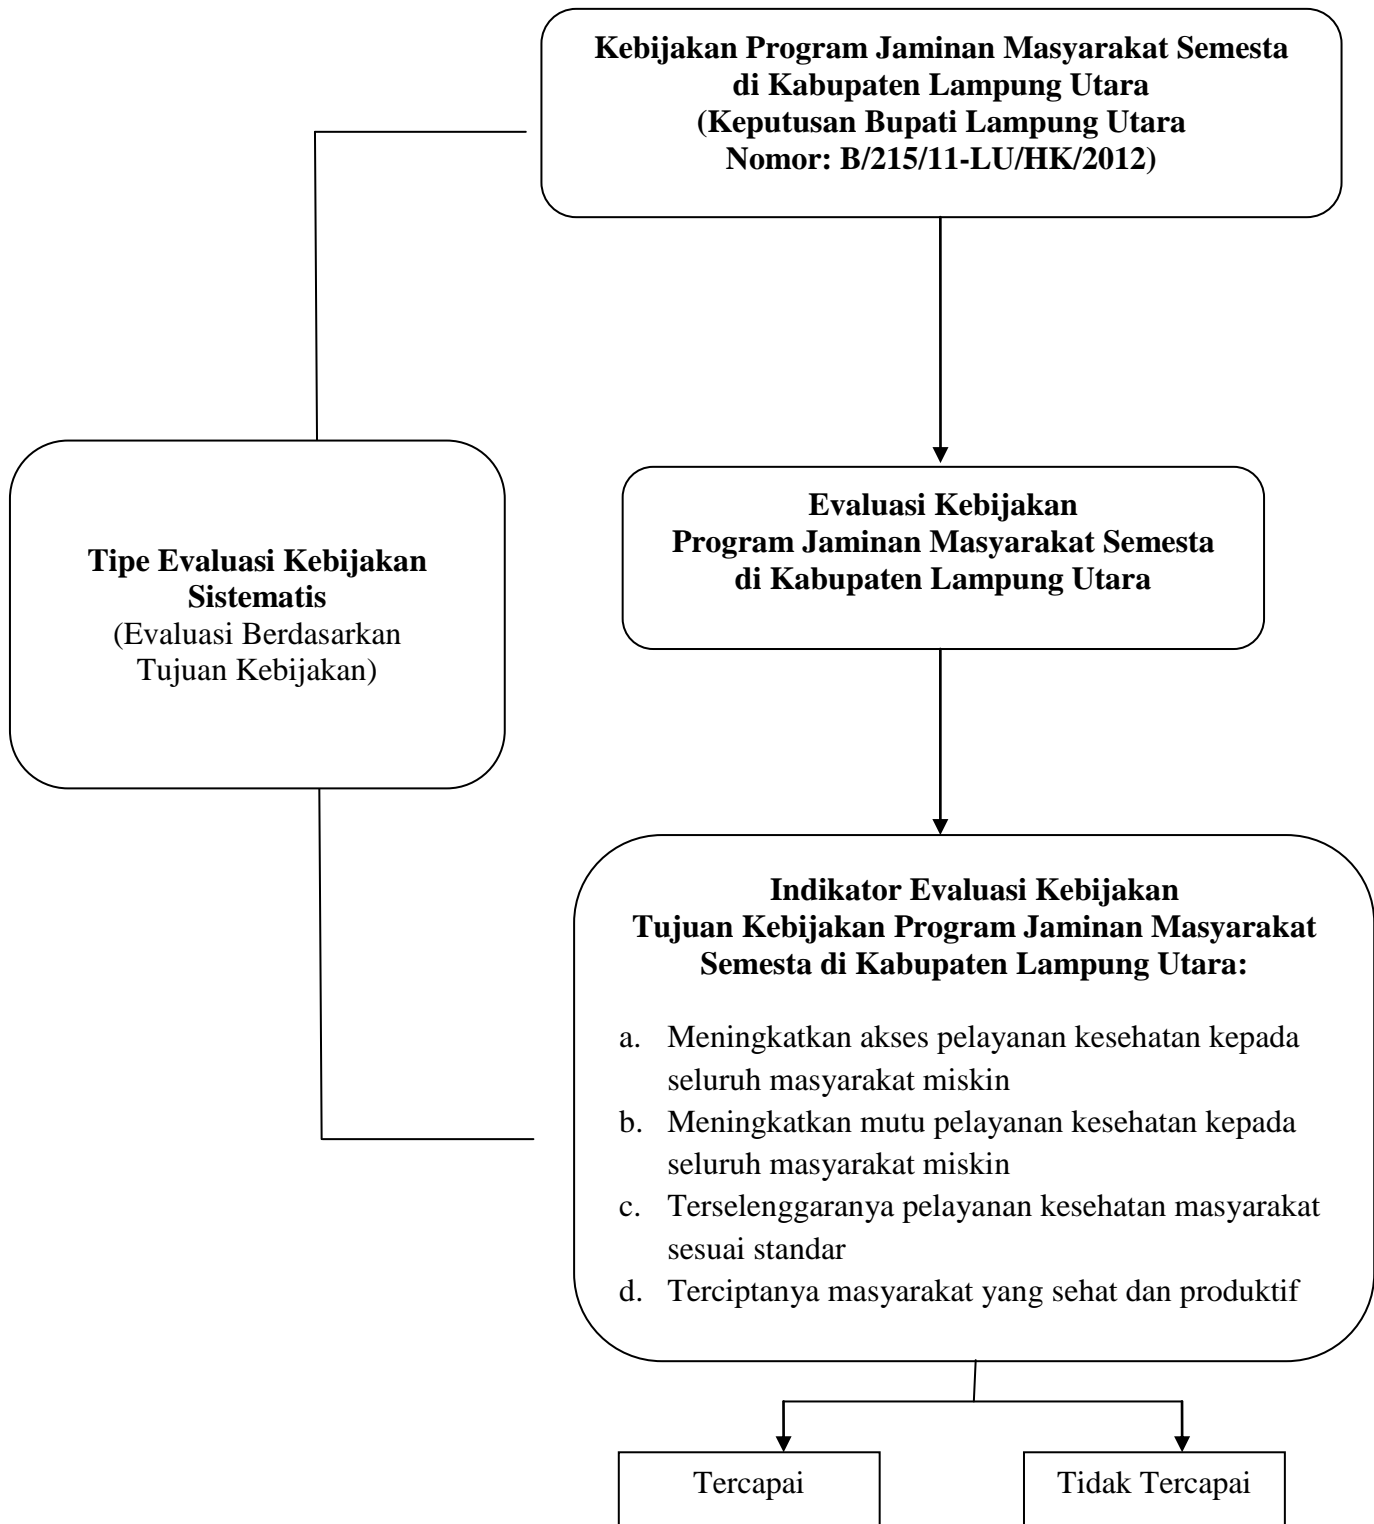 Kebijakan Program Jaminan Masyarakat Semesta
di Kabupaten Lampung Utara
(Keputusan Bupati Lampung Utara
Nomor: B/215/11-LU/HK/2012)
Tipe Evaluasi Kebijakan
Sistematis
(Evaluasi Berdasarkan
Tujuan Kebijakan)
Evaluasi Kebijakan
Program Jaminan Masyarakat Semesta
di Kabupaten Lampung Utara
Indikator Evaluasi Kebijakan
Tujuan Kebijakan Program Jaminan Masyarakat
Semesta di Kabupaten Lampung Utara:
a. Meningkatkan akses pelayanan kesehatan kepada
seluruh masyarakat miskin
b. Meningkatkan mutu pelayanan kesehatan kepada
seluruh masyarakat miskin
c. Terselenggaranya pelayanan kesehatan masyarakat
sesuai standar
d. Terciptanya masyarakat yang sehat dan produktif
Tercapai
Tidak Tercapai